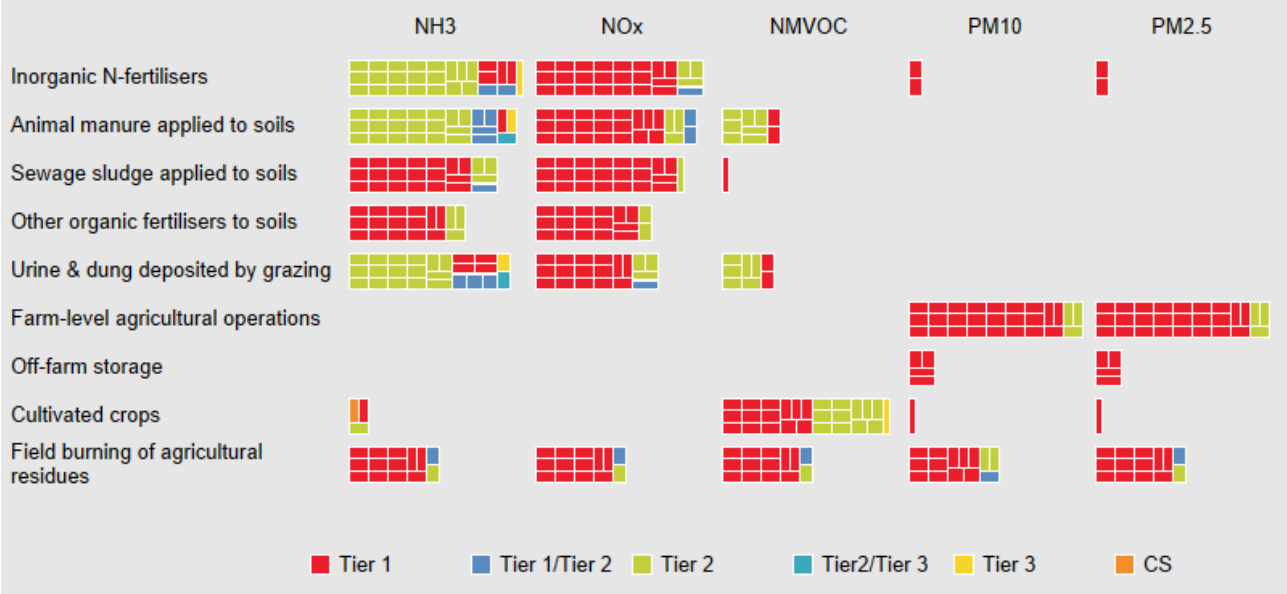 NH3 NOx NMVOC PM10 PM2.5
Inorganic N-fertilisers
Animal manure applied to soils
Sewage sludge applied to soils
Other organic fertilisers to soils
Urine & dung deposited by grazing
Farm-level agricultural operations
Off-farm storage
Cultivated crops
Field burning of agricultural
residues
Tier 1 Tier 1/Tier 2 Tier 2 Tier2/Tier 3 Tier 3 CS